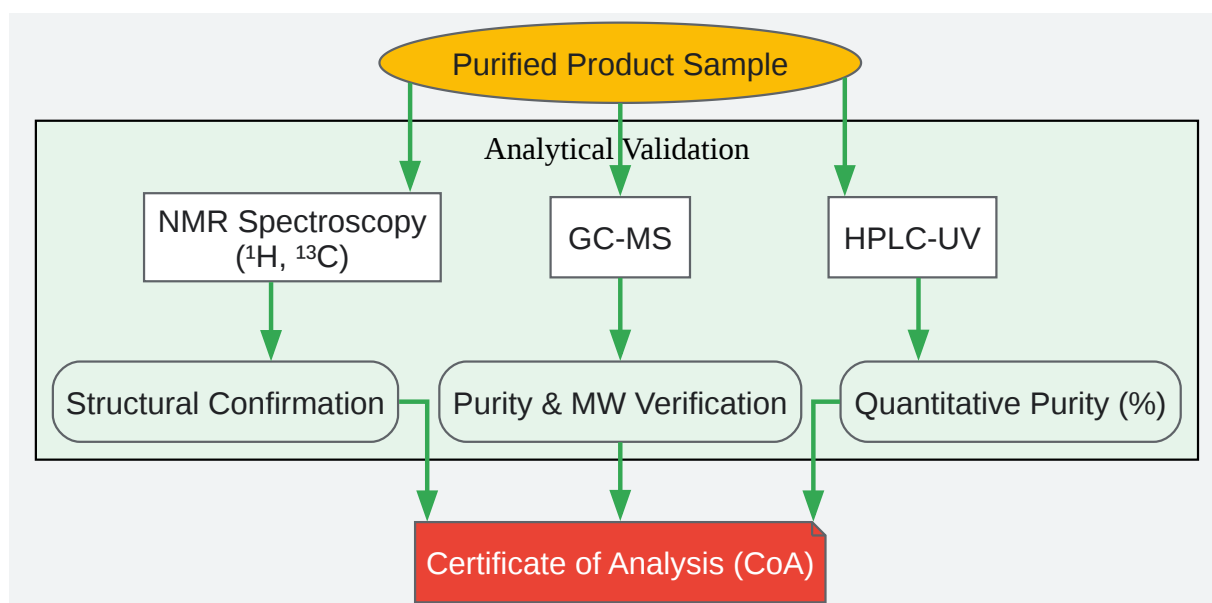 Purified Product Sample
Analytical Validation
NMR Spectroscopy
(¹H, ¹³C)
GC-MS
HPLC-UV
Structural Confirmation
Purity & MW Verification
Quantitative Purity (%)
Certificate of Analysis (CoA)